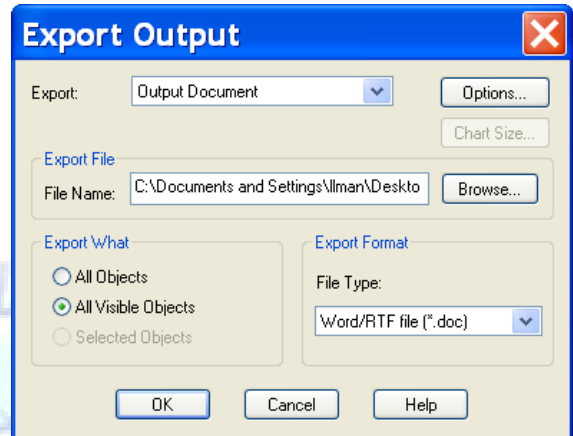 Export Output
Export: Output Document Options...
Chart Size...
Export File
File Name: C:\Documents and Settings\Ilman\Deskto Browse...
Export What Export Format
All Objects File Type:
All Visible Objects Word/RTF file (*.doc)
Selected Objects
OK Cancel Help